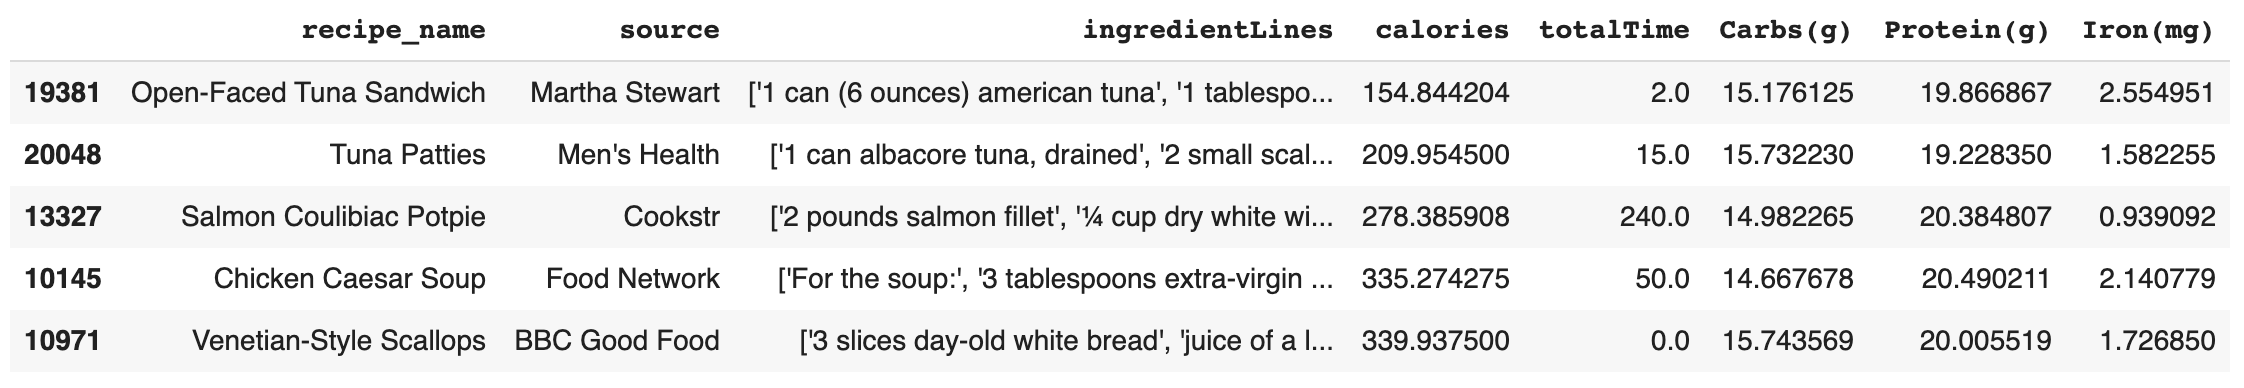 recipe_name source ingredientLines calories totalTime Carbs(g) Protein(g) Iron(mg)
19381 Open-Faced Tuna Sandwich Martha Stewart ['1 can (6 ounces) american tuna', '1 tablespo... 154.844204 2.0 15.176125 19.866867 2.554951
20048 Tuna Patties Men's Health ['1 can albacore tuna, drained', '2 small scal... 209.954500 15.0 15.732230 19.228350 1.582255
13327 Salmon Coulibiac Potpie Cookstr ['2 pounds salmon fillet', '¼ cup dry white wi... 278.385908 240.0 14.982265 20.384807 0.939092
10145 Chicken Caesar Soup Food Network ['For the soup:', '3 tablespoons extra-virgin ... 335.274275 50.0 14.667678 20.490211 2.140779
10971 Venetian-Style Scallops BBC Good Food ['3 slices day-old white bread', 'juice of a l... 339.937500 0.0 15.743569 20.005519 1.726850